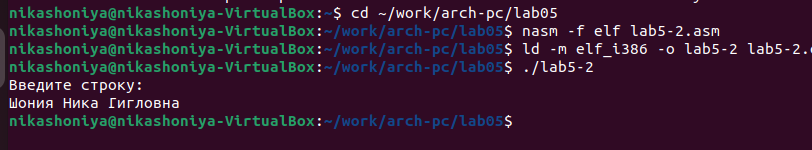 nikashoniya@nikashoniya-VirtualBox:~$ cd ~/work/arch-pc/lab05
nikashoniya@nikashoniya-VirtualBox:~/work/arch-pc/lab05$ nasm -f elf lab5-2.asm
nikashoniya@nikashoniya-VirtualBox:~/work/arch-pc/lab05$ ld -m elf_i386 -o lab5-2 lab5-2.
nikashoniya@nikashoniya-VirtualBox:~/work/arch-pc/lab05$ ./lab5-2
Введите строку:
Шония Ника Гигловна
nikashoniya@nikashoniya-VirtualBox:~/work/arch-pc/lab05$